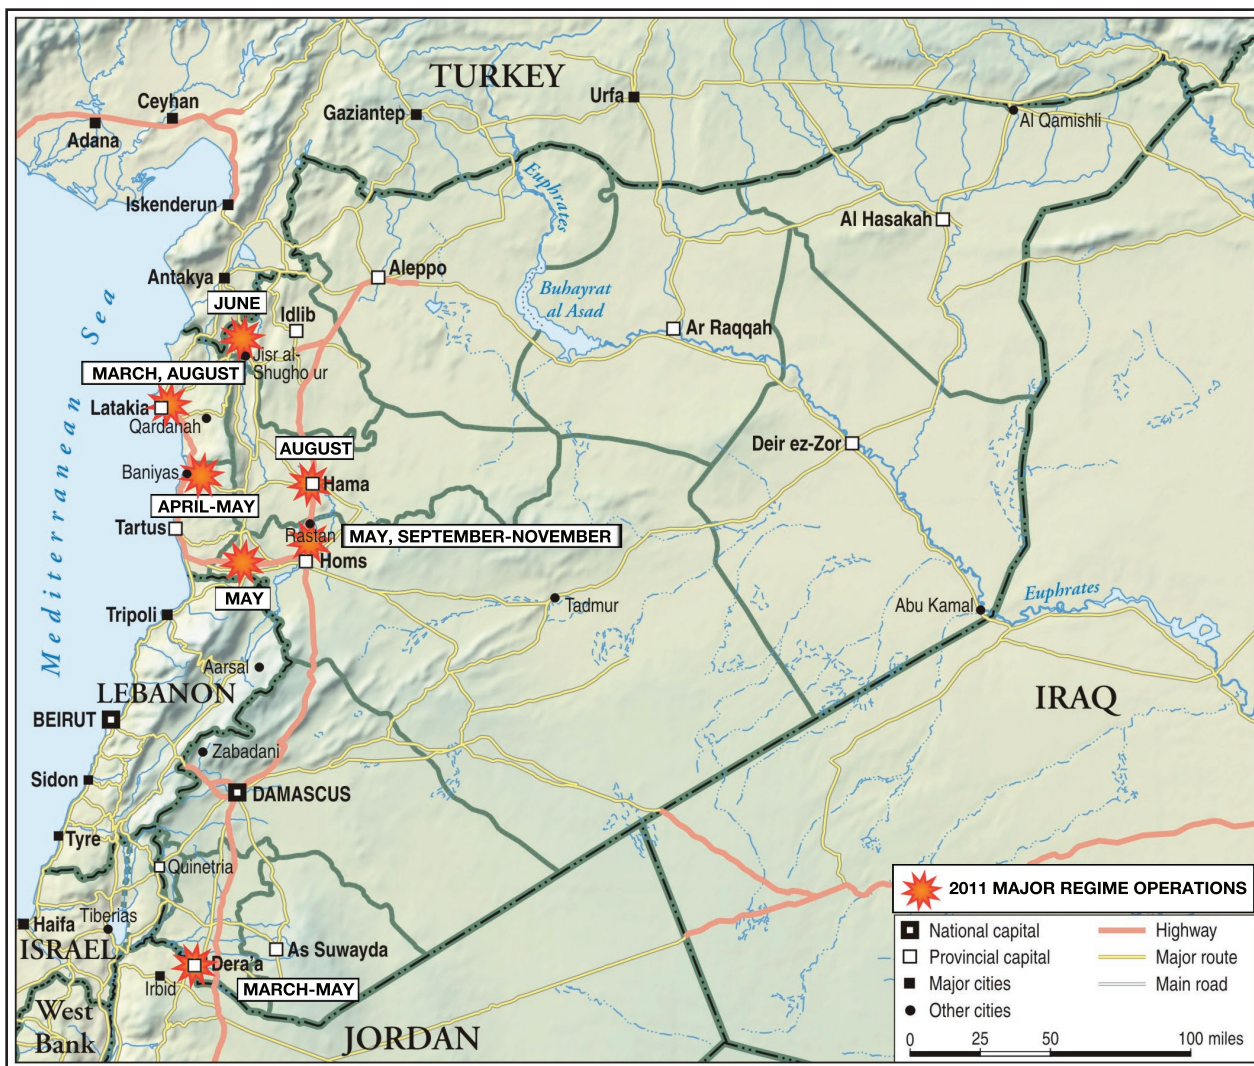 TURKEY
Ceyhan
Adana
Gaziantep
Urfa
Al Qamishli
Iskenderun
Euphrates
Al Hasakah
Antakya
Aleppo
JUNE
Idlib
Buhayrat
al Asad
Ar Raqqah
Jisr al-
Shugho ur
MARCH, AUGUST
Latakia
Qardanah
Mediterranean Sea
AUGUST
Deir ez-Zor
Baniyas
Hama
APRIL-MAY
Tartus
Rastan
MAY, SEPTEMBER-NOVEMBER
Homs
MAY
Tripoli
Tadmur
Abu Kamal
Euphrates
Aarsal
LEBANON
IRAQ
BEIRUT
Zabadani
Sidon
DAMASCUS
Tyre
Quinetria
Haifa
Tiberias
ISRAEL
As Suwayda
Dera'a
Irbid
MARCH-MAY
West
Bank
JORDAN
2011 MAJOR REGIME OPERATIONS
National capital
Provincial capital
Major cities
Other cities
Highway
Major route
Main road
0 25 50 100 miles